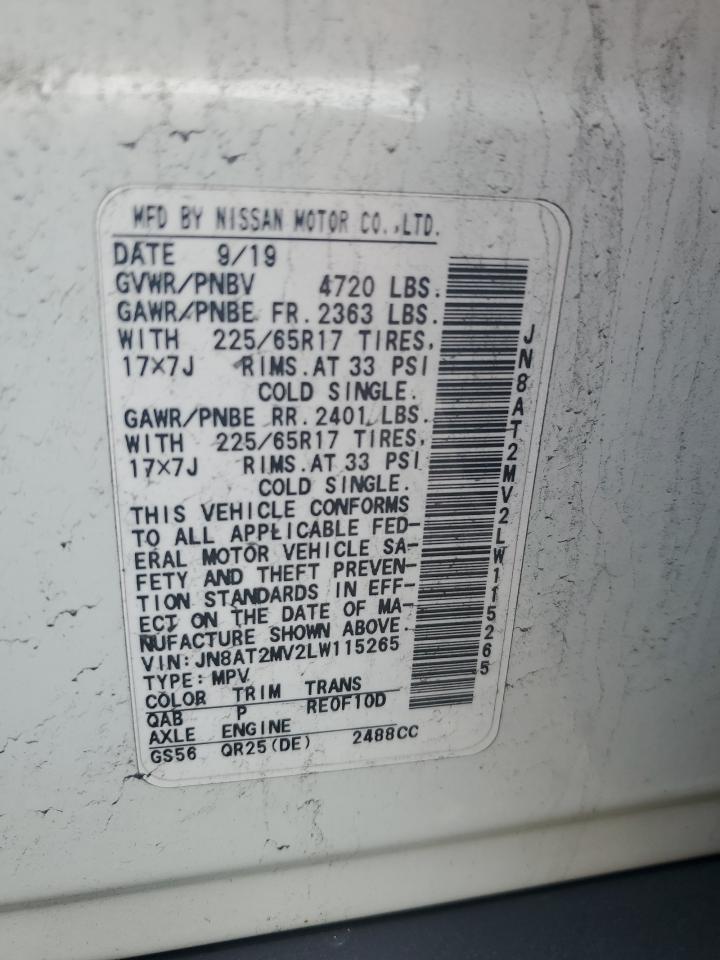 MFD BY NISSAN MOTOR CO.,LTD.
DATE 9/19
GVWR/PNBV 4720 LBS.
GAWR/PNBE FR. 2363 LBS.
WITH 225/65R17 TIRES,
17×7J RIMS.AT 33 PSI
COLD SINGLE.
GAWR/PNBE RR. 2401 LBS.
WITH 225/65R17 TIRES,
17×7J RIMS.AT 33 PSI
COLD SINGLE.
THIS VEHICLE CONFORMS
TO ALL APPLICABLE FED-
ERAL MOTOR VEHICLE SA-
FETY AND THEFT PREVEN-
TION STANDARDS IN EFF-
ECT ON THE DATE OF MA-
NUFACTURE SHOWN ABOVE.
VIN:JN8AT2MV2LW115265
TYPE:MPV
COLOR TRIM TRANS
QAB P RE0F10D
AXLE ENGINE
GS56 QR25(DE) 2488CC
JN8AT2MV2LW115265